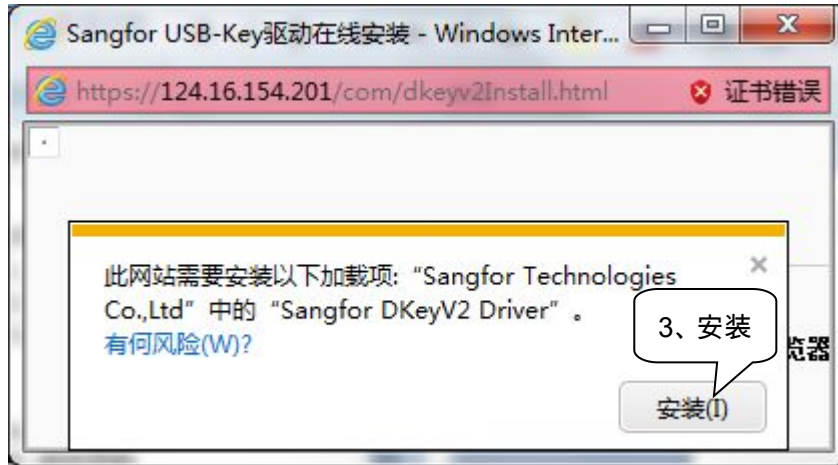 Sangfor USB-Key驱动在线安装 - Windows Inter...
https://124.16.154.201/com/dkeyv2Install.html 证书错误
此网站需要安装以下加载项: “Sangfor Technologies
Co.,Ltd” 中的 “Sangfor DKeyV2 Driver” 。
3、安装
有何风险(W)?
览器
安装(I)